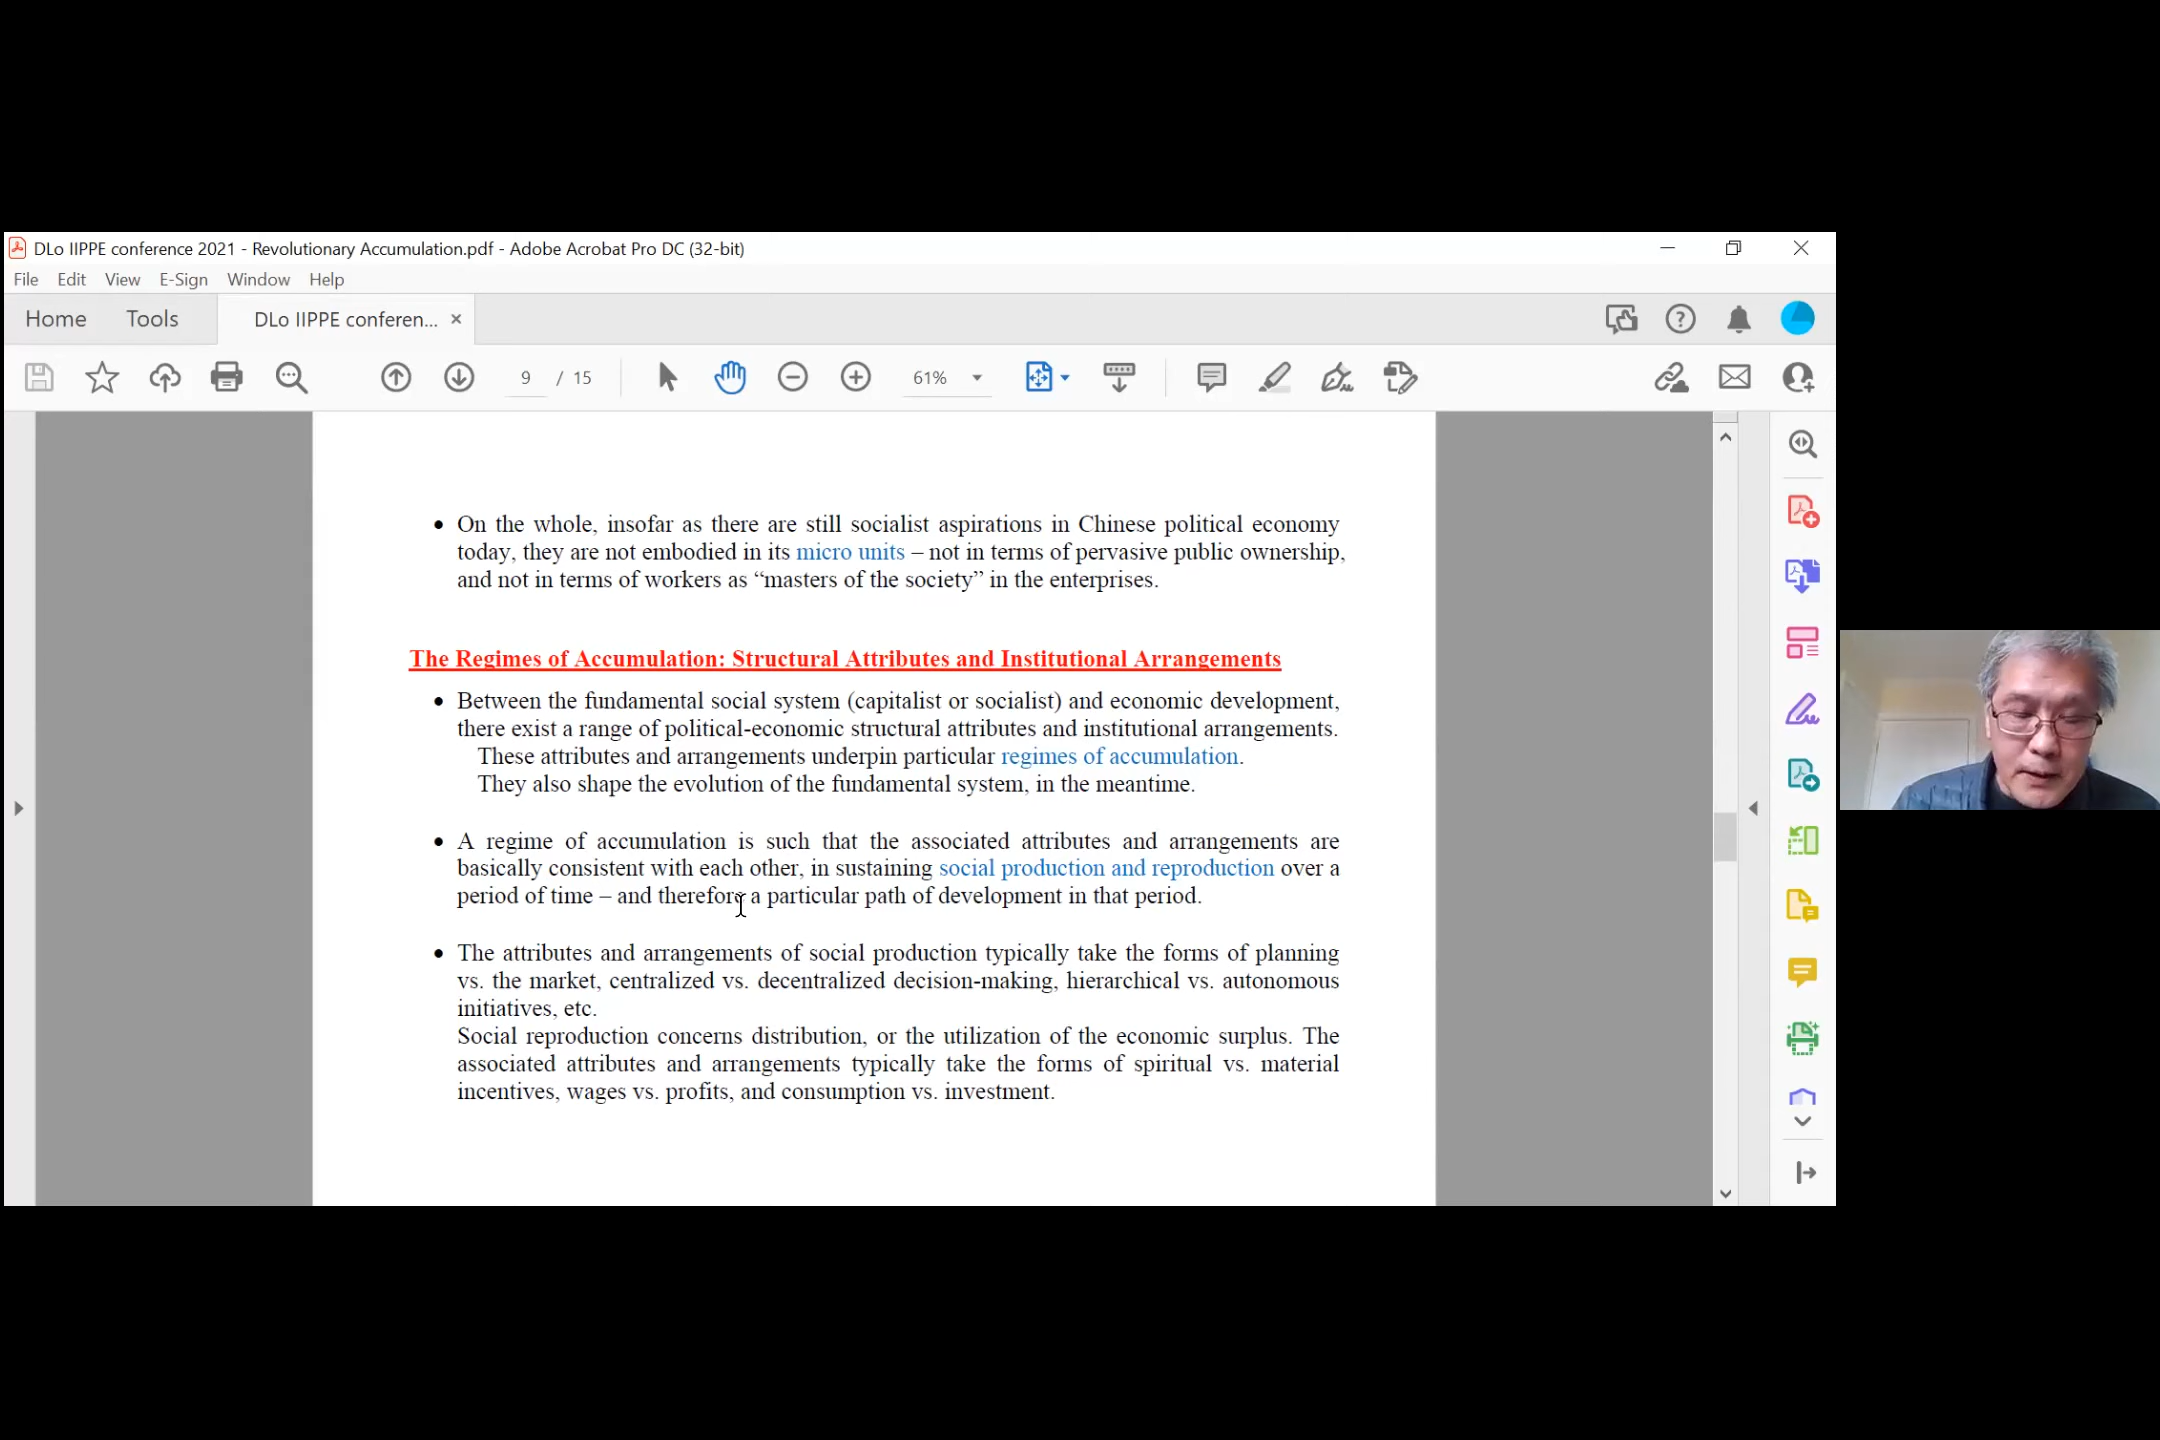 DLo IIPPE conference 2021 - Revolutionary Accumulation.pdf - Adobe Acrobat Pro DC (32-bit)
File Edit View E-Sign Window Help
Home Tools DLo IIPPE conferen... ×
9 / 15 61%
• On the whole, insofar as there are still socialist aspirations in Chinese political economy
today, they are not embodied in its micro units – not in terms of pervasive public ownership,
and not in terms of workers as “masters of the society” in the enterprises.
The Regimes of Accumulation: Structural Attributes and Institutional Arrangements
• Between the fundamental social system (capitalist or socialist) and economic development,
there exist a range of political-economic structural attributes and institutional arrangements.
These attributes and arrangements underpin particular regimes of accumulation.
They also shape the evolution of the fundamental system, in the meantime.
• A regime of accumulation is such that the associated attributes and arrangements are
basically consistent with each other, in sustaining social production and reproduction over a
period of time – and therefore a particular path of development in that period.
• The attributes and arrangements of social production typically take the forms of planning
vs. the market, centralized vs. decentralized decision-making, hierarchical vs. autonomous
initiatives, etc.
Social reproduction concerns distribution, or the utilization of the economic surplus. The
associated attributes and arrangements typically take the forms of spiritual vs. material
incentives, wages vs. profits, and consumption vs. investment.